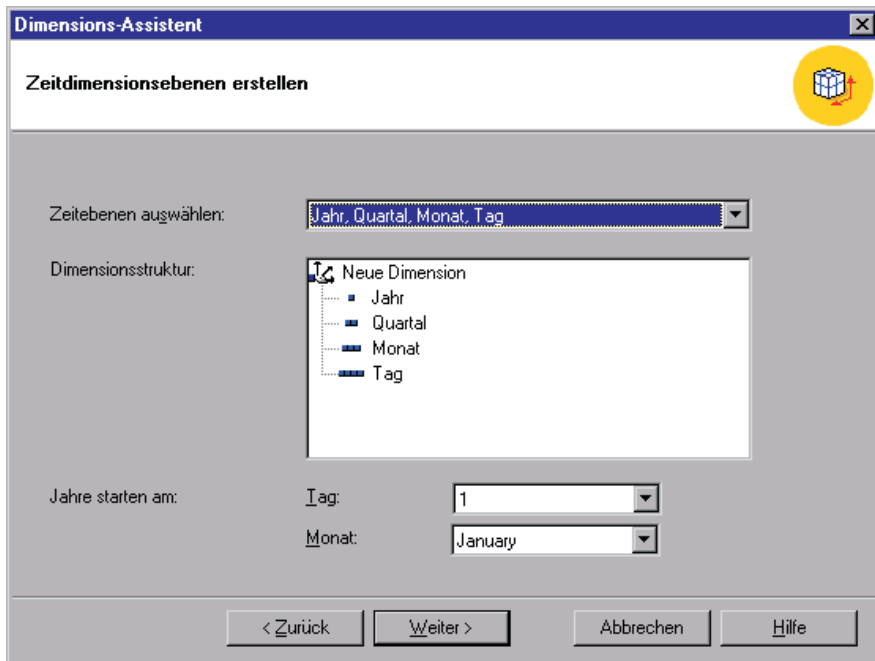 Dimensions-Assistent
Zeitdimensionsebenen erstellen
Zeitebenen auswählen: Jahr, Quartal, Monat, Tag
Dimensionsstruktur: Neue Dimension
Jahr
Quartal
Monat
Tag
Jahre starten am: Tag: 1
Monat: January
< Zurück Weiter > Abbrechen Hilfe